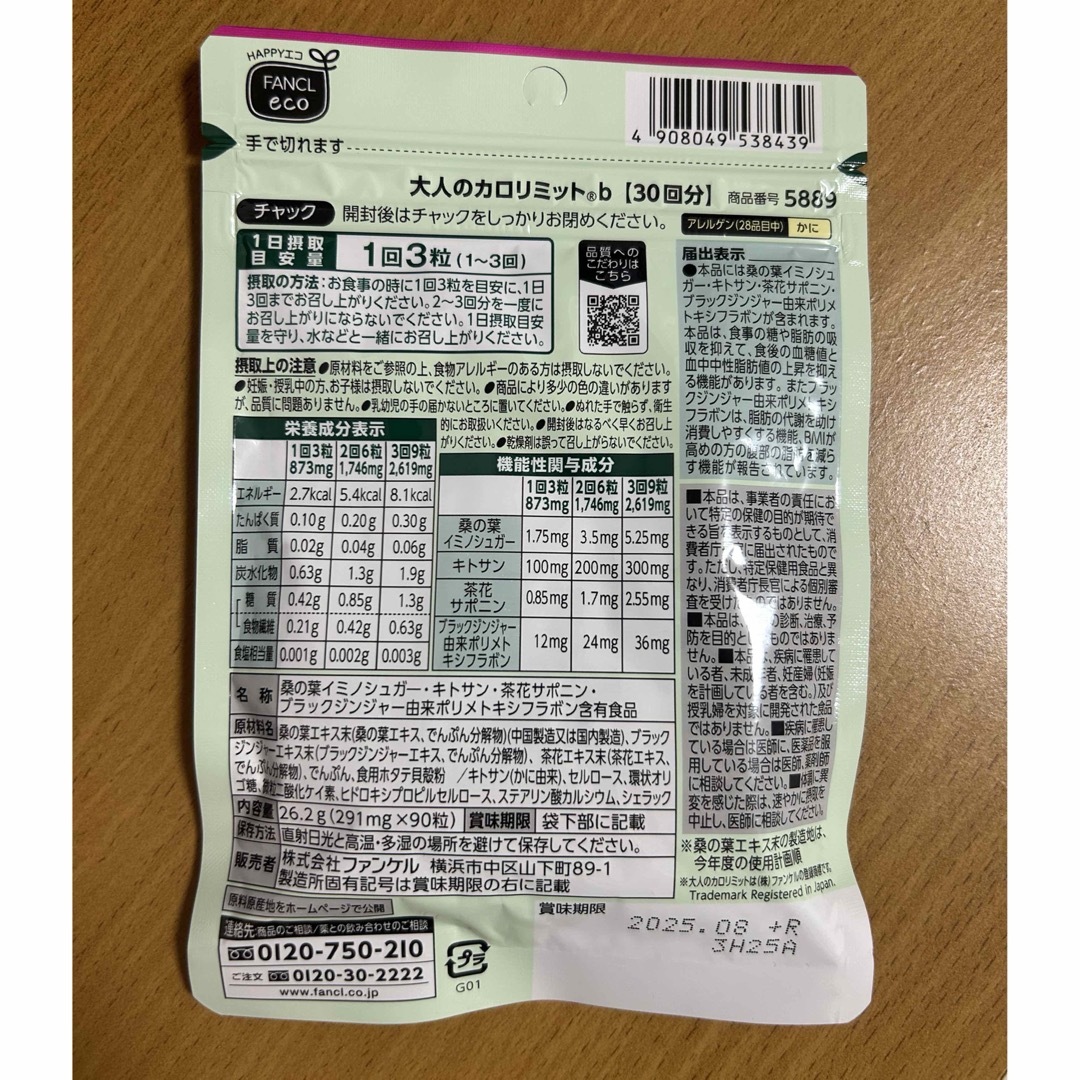 HAPPYエコ
FANCL
eco
4 908049 538439
手で切れます
大人のカロリミット®b【30回分】 商品番号 5889
チャック 開封後はチャックをしっかりお閉めください。
アレルゲン(28品目中) かに
1日摂取
目安量
1回3粒(1～3回)
摂取の方法:お食事の時に1回3粒を目安に、1日
3回までお召し上がりください。2～3回分を一度に
お召し上がりにならないでください。1日摂取目安
量を守り、水などと一緒にお召し上がりください。
品質への
こだわりは
こちら
届出表示
●本品には桑の葉イミノシュ
ガー・キトサン・茶花サポニン・
ブラックジンジャー由来ポリメ
トキシフラボンが含まれます。
本品は、食事の糖や脂肪の吸
収を抑えて、食後の血糖値と
血中中性脂肪値の上昇を抑え
る機能があります。またブラッ
クジンジャー由来ポリメトキシ
フラボンは、脂肪の代謝を助け
消費しやすくする機能、BMIが
高めの方の腹部の脂肪を減ら
す機能が報告されています。
摂取上の注意 ●原材料をご参照の上、食物アレルギーのある方は摂取しないでください。
●妊娠・授乳中の方、お子様は摂取しないでください。●商品により多少の色の違いがあります
が、品質に問題ありません。●乳幼児の手の届かないところに置いてください。●ぬれた手で触らず、衛生
的にお取扱いください。●開封後はなるべく早くお召し上
がりください。●乾燥剤は誤って召し上がらないでください。
栄養成分表示
1回3粒 2回6粒 3回9粒
873mg 1,746mg 2,619mg
エネルギー 2.7kcal 5.4kcal 8.1kcal
たんぱく質 0.10g 0.20g 0.30g
脂質 0.02g 0.04g 0.06g
炭水化物 0.63g 1.3g 1.9g
糖質 0.42g 0.85g 1.3g
食物繊維 0.21g 0.42g 0.63g
食塩相当量 0.001g 0.002g 0.003g
機能性関与成分
1回3粒 2回6粒 3回9粒
873mg 1,746mg 2,619mg
桑の葉
イミノシュガー 1.75mg 3.5mg 5.25mg
キトサン 100mg 200mg 300mg
茶花
サポニン 0.85mg 1.7mg 2.55mg
ブラックジンジャー
由来ポリメト
キシフラボン 12mg 24mg 36mg
■本品は、事業者の責任にお
いて特定の保健の目的が期待で
きる旨を表示するものとして、消
費者庁長官に届出されたもので
す。ただし、特定保健用食品と異
なり、消費者庁長官による個別審
査を受けたものではありません。
■本品は、疾病の診断、治療、予
防を目的としたものではありま
せん。■本品は、疾病に罹患して
いる者、未成年者、妊産婦(妊娠
を計画している者を含む。)及び
授乳婦を対象に開発された食品
ではありません。■疾病に罹患し
ている場合は医師に、医薬品を服
用している場合は医師、薬剤師
に相談してください。■体調に異
変を感じた際は、速やかに摂取を
中止し、医師に相談してください。
名称 桑の葉イミノシュガー・キトサン・茶花サポニン・
ブラックジンジャー由来ポリメトキシフラボン含有食品
原材料名 桑の葉エキス末(桑の葉エキス、でんぷん分解物)(中国製造又は国内製造)、ブラック
ジンジャーエキス末(ブラックジンジャーエキス、でんぷん分解物)、茶花エキス末(茶花エキス、
でんぷん分解物)、でんぷん、食用ホタテ貝殻粉 /キトサン(かに由来)、セルロース、環状オリ
ゴ糖、微粒二酸化ケイ素、ヒドロキシプロピルセルロース、ステアリン酸カルシウム、シェラック
内容量 26.2g(291mg×90粒) 賞味期限 袋下部に記載
保存方法 直射日光と高温・多湿の場所を避けて保存してください。
販売者 株式会社ファンケル 横浜市中区山下町89-1
製造所固有記号は賞味期限の右に記載
※桑の葉エキス末の製造地は、
今年度の使用計画順
※大人のカロリミットは(株)ファンケルの登録商標です。
Trademark Registered in Japan.
原料原産地をホームページで公開
連絡先:商品のご相談/薬との飲み合わせのご相談
0120-750-210
ご注文 0120-30-2222
www.fancl.co.jp
プラ
G01
賞味期限
2025.08 +R
3H25A